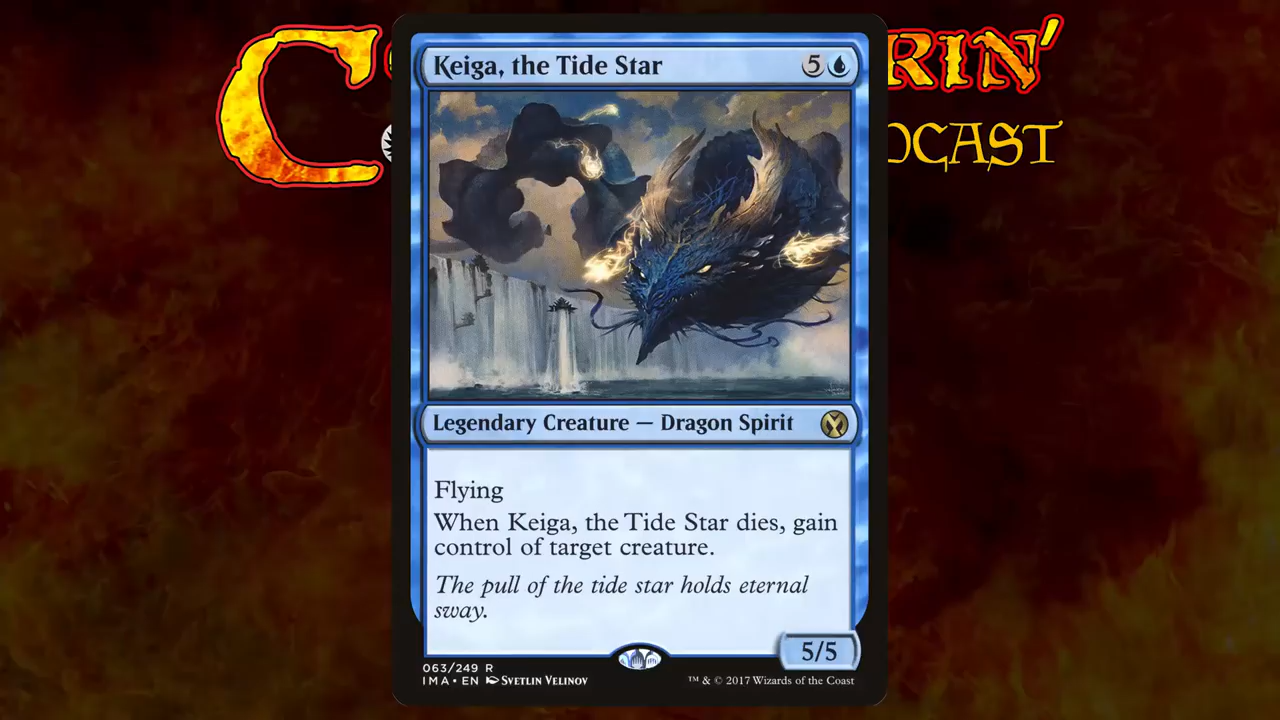 RIN'
DCAST
Keiga, the Tide Star 5
Legendary Creature — Dragon Spirit
Flying
When Keiga, the Tide Star dies, gain
control of target creature.
The pull of the tide star holds eternal
sway.
5/5
063/249 R
IMA • EN Svetlin Velinov
™ & © 2017 Wizards of the Coast